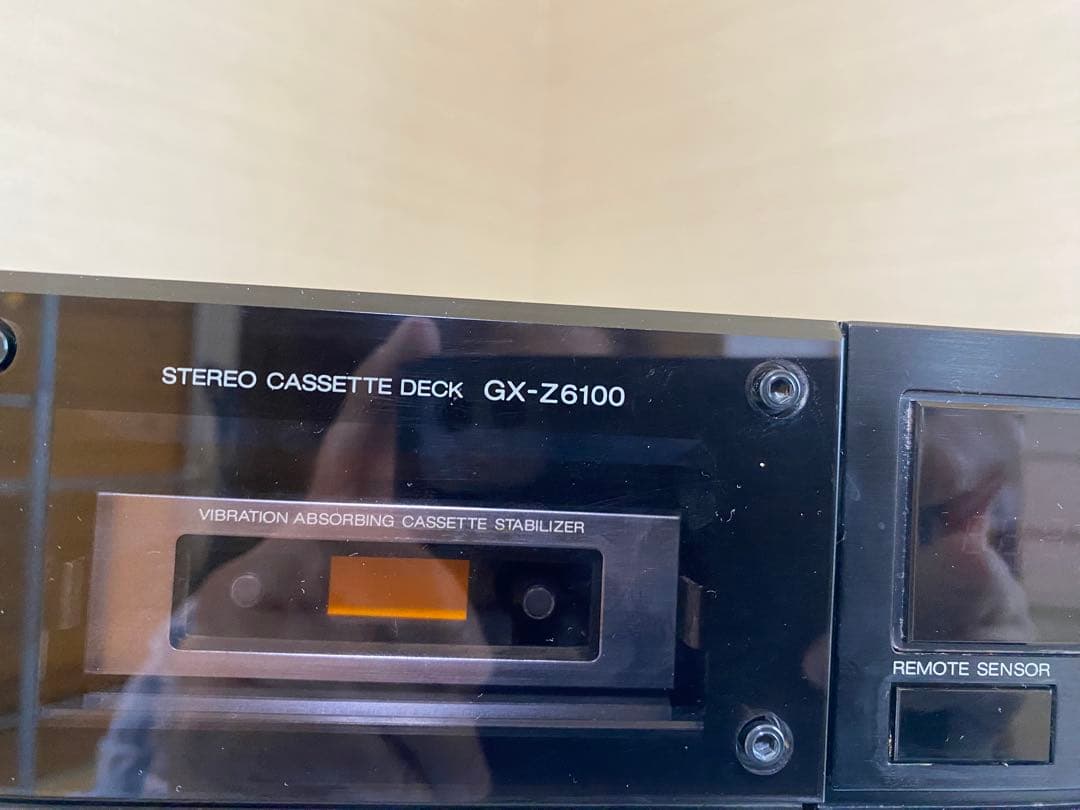 STEREO CASSETTE DECK GX-Z6100
VIBRATION ABSORBING CASSETTE STABILIZER
REMOTE SENSOR